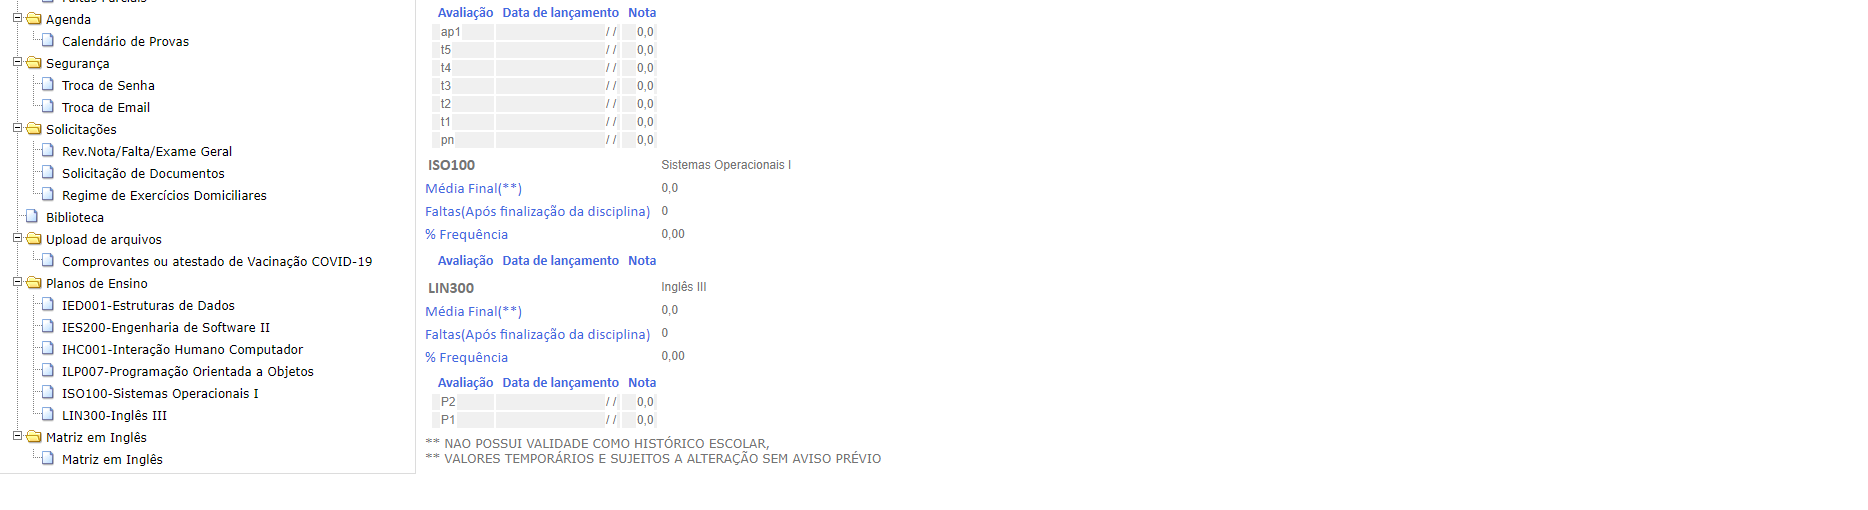 Faltas Parciais
Agenda
Calendário de Provas
Segurança
Troca de Senha
Troca de Email
Solicitações
Rev.Nota/Falta/Exame Geral
Solicitação de Documentos
Regime de Exercícios Domiciliares
Biblioteca
Upload de arquivos
Comprovantes ou atestado de Vacinação COVID-19
Planos de Ensino
IED001-Estruturas de Dados
IES200-Engenharia de Software II
IHC001-Interação Humano Computador
ILP007-Programação Orientada a Objetos
ISO100-Sistemas Operacionais I
LIN300-Inglês III
Matriz em Inglês
Matriz em Inglês
Avaliação Data de lançamento Nota
ap1 / / 0,0
t5 / / 0,0
t4 / / 0,0
t3 / / 0,0
t2 / / 0,0
t1 / / 0,0
pn / / 0,0
ISO100 Sistemas Operacionais I
Média Final(**) 0,0
Faltas(Após finalização da disciplina) 0
% Frequência 0,00
Avaliação Data de lançamento Nota
LIN300 Inglês III
Média Final(**) 0,0
Faltas(Após finalização da disciplina) 0
% Frequência 0,00
Avaliação Data de lançamento Nota
P2 / / 0,0
P1 / / 0,0
** NAO POSSUI VALIDADE COMO HISTÓRICO ESCOLAR,
** VALORES TEMPORÁRIOS E SUJEITOS A ALTERAÇÃO SEM AVISO PRÉVIO